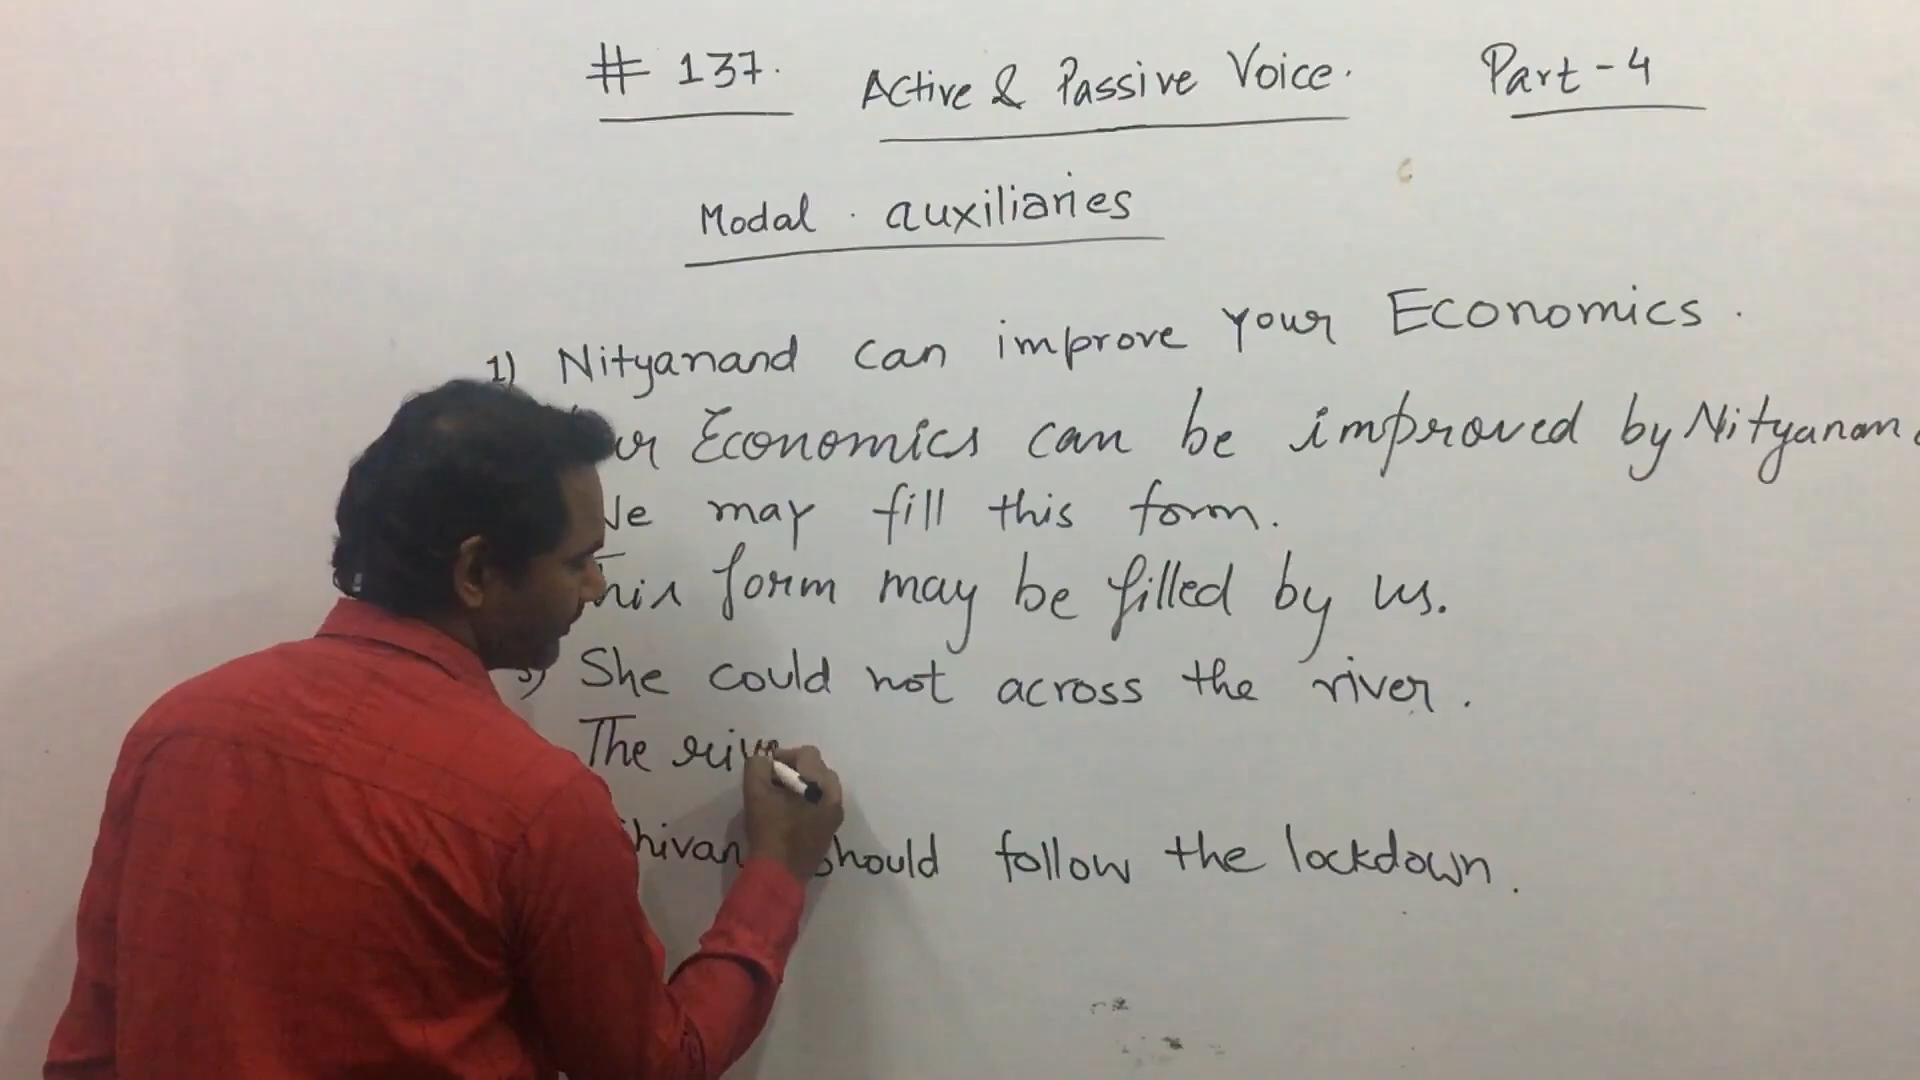 # 137. Active & Passive Voice. Part-4
Modal auxiliaries
1) Nityanand can improve your Economics.
Economics can be improved by Nityanan
may fill this form.
form may be filled by us.
3) She could not across the river.
The
should follow the lockdown.